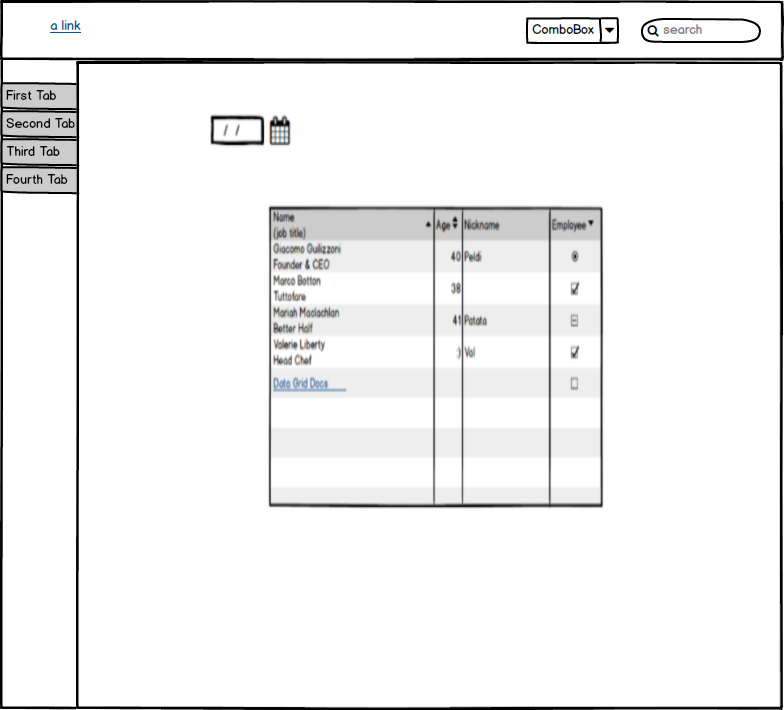 a link
ComboBox
search
First Tab
Second Tab
Third Tab
Fourth Tab
/ /
Name
(job title)
Age
Nickname
Employee
Giacomo Guilizzoni
Founder & CEO
40
Peldi
Marco Botton
Tuttofare
38
Mariah Maclachlan
Better Half
41
Patata
Valerie Liberty
Head Chef
:)
Val
Data Grid Docs